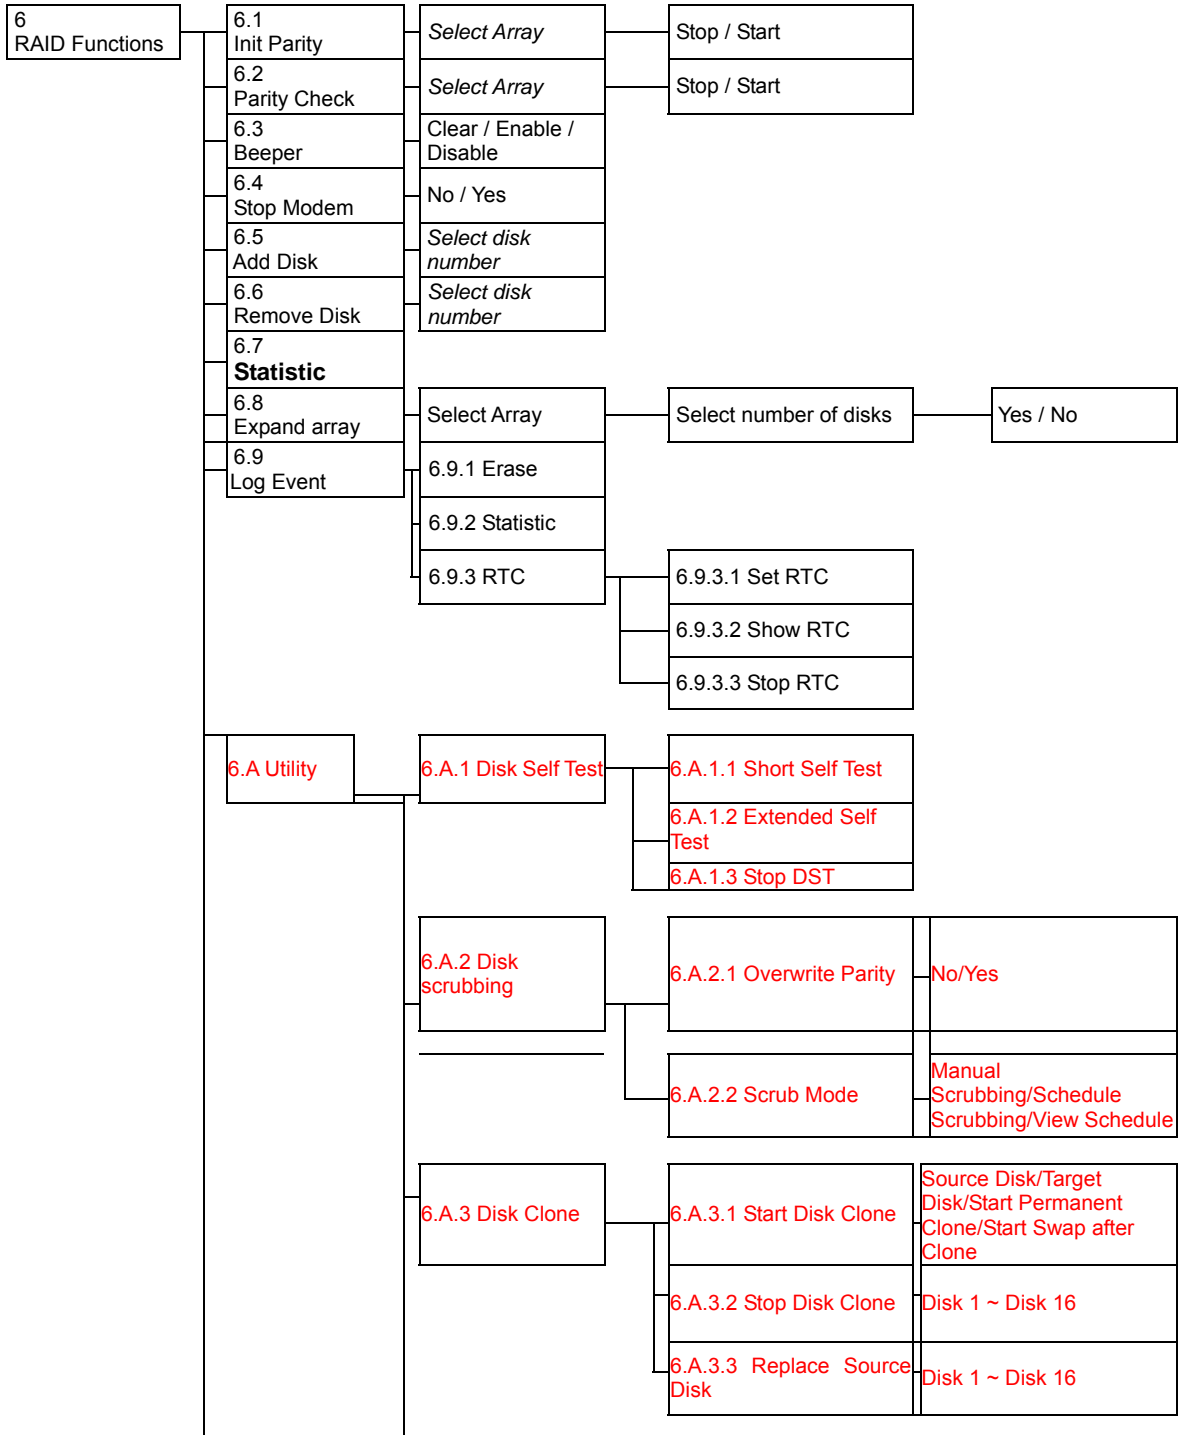 6
RAID Functions
6.1
Init Parity
Select Array
Stop / Start
6.2
Parity Check
Select Array
Stop / Start
6.3
Beeper
Clear / Enable /
Disable
6.4
Stop Modem
No / Yes
6.5
Add Disk
Select disk
number
6.6
Remove Disk
Select disk
number
6.7
Statistic
6.8
Expand array
Select Array
Select number of disks
Yes / No
6.9
Log Event
6.9.1 Erase
6.9.2 Statistic
6.9.3 RTC
6.9.3.1 Set RTC
6.9.3.2 Show RTC
6.9.3.3 Stop RTC
6.A Utility
6.A.1 Disk Self Test
6.A.1.1 Short Self Test
6.A.1.2 Extended Self
Test
6.A.1.3 Stop DST
6.A.2 Disk
scrubbing
6.A.2.1 Overwrite Parity
No/Yes
6.A.2.2 Scrub Mode
Manual
Scrubbing/Schedule
Scrubbing/View Schedule
6.A.3 Disk Clone
6.A.3.1 Start Disk Clone
Source Disk/Target
Disk/Start Permanent
Clone/Start Swap after
Clone
6.A.3.2 Stop Disk Clone
Disk 1 ~ Disk 16
6.A.3.3 Replace Source
Disk
Disk 1 ~ Disk 16